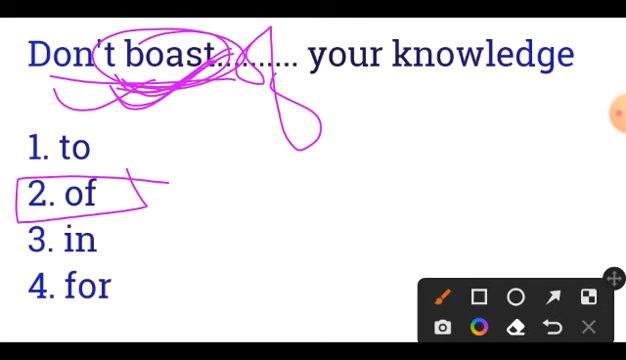 Don't boast.......... your knowledge
1. to
2. of
3. in
4. for